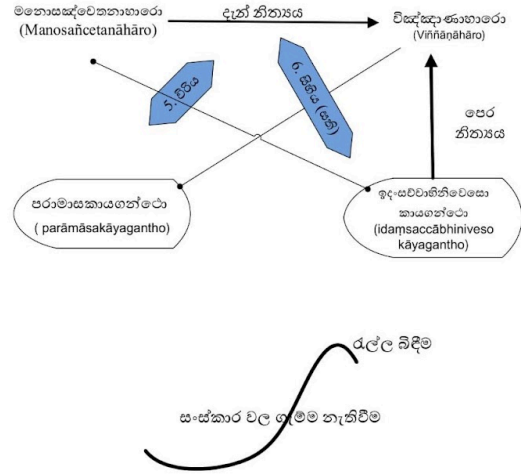 මනොසඤ්චේතනාහාරො
(Manosañcetanāhāro)
දැන් නිත්‍යය
විඤ්ඤාණාහාරො
(Viññāṇāhāro)
5. විරිය
6. සිහිය (සති)
පෙර
නිත්‍යය
පරාමාසකායගන්ථො
( parāmāsakāyagantho)
ඉදංසච්චාභිනිවෙසො
කායගන්ථො
(idaṃsaccābhiniveso
kāyagantho)
රැල්ල බිඳීම
සංස්කාර වල ගැම්ම නැතිවීම